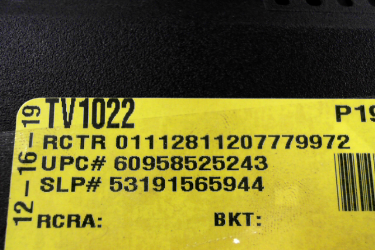 TV1022
P19
12-16-19
RCTR 01112811207779972
UPC# 60958525243
SLP# 53191565944
RCRA:
BKT: